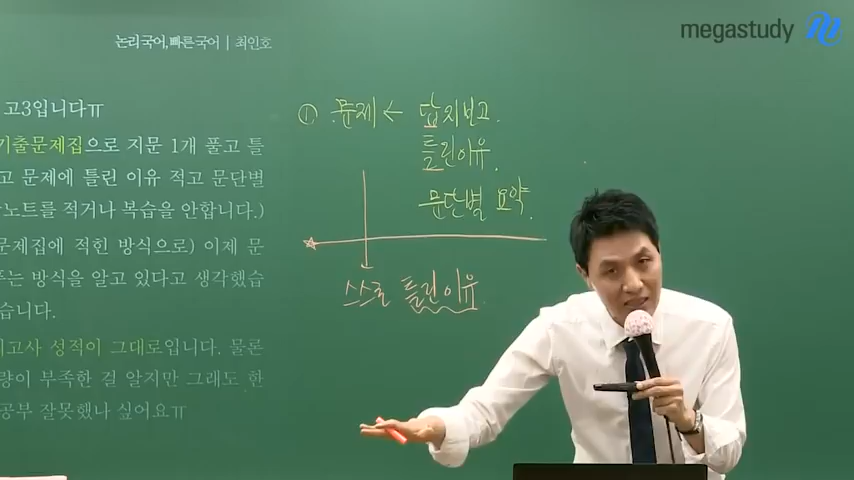 megastudy
논리국어,빠른국어 | 최인호
고3입니다ㅠ
기출문제집으로 지문 1개 풀고 틀
고 문제에 틀린 이유 적고 문단별
노트를 적거나 복습을 안합니다.)
문제집에 적힌 방식으로) 이제 문
푸는 방식을 알고 있다고 생각했습
습니다.
고사 성적이 그대로입니다. 물론
량이 부족한 걸 알지만 그래도 한
공부 잘못했나 싶어요ㅠ
① 문제 ← 답지보고.
틀린이유.
문단별 요약.
스스로 틀린이유.